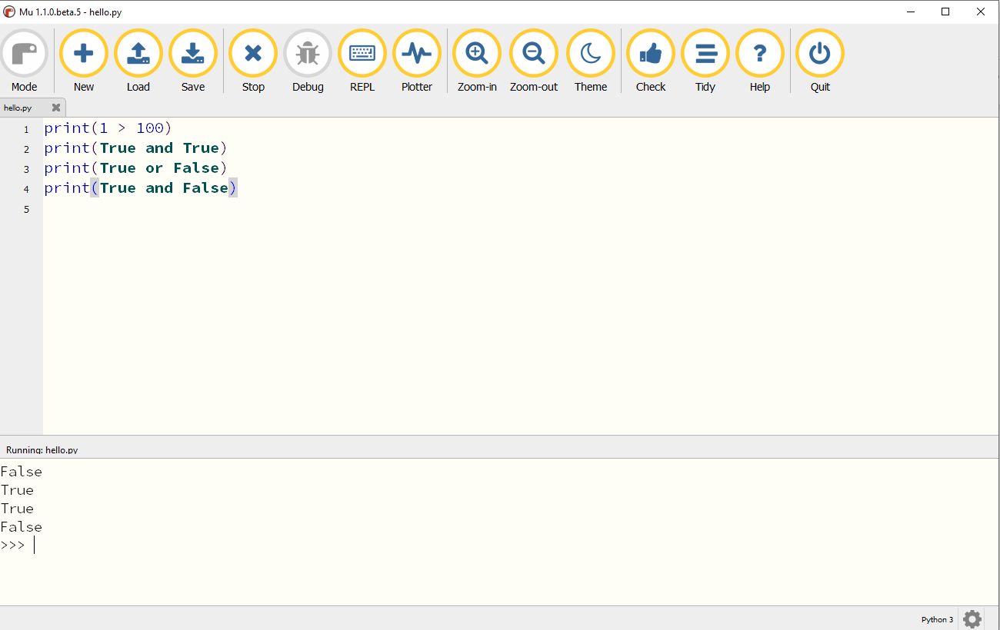 Mu 1.1.0.beta.5 - hello.py
Mode New Load Save Stop Debug REPL Plotter Zoom-in Zoom-out Theme Check Tidy Help Quit
hello.py
1 print(1 > 100)
2 print(True and True)
3 print(True or False)
4 print(True and False)
5
Running: hello.py
False
True
True
False
>>>
Python 3